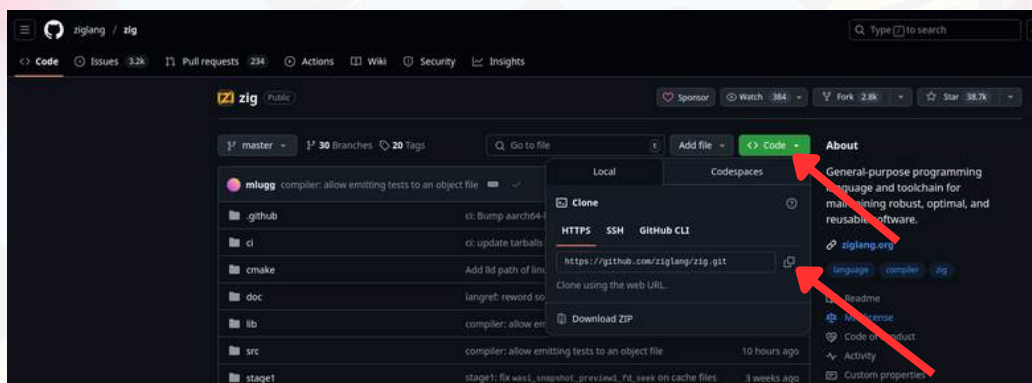 ziglang / zig
Type / to search
Code Issues 3.2k Pull requests 234 Actions Wiki Security Insights
zig Public
Sponsor Watch 384 Fork 2.8k Star 38.7k
master 30 Branches 20 Tags Go to file t Add file Code
About
Local Codespaces
General-purpose programming
language and toolchain for
maintaining robust, optimal, and
reusable software.
mlugg compiler: allow emitting tests to an object file
Clone
.github ci: Bump aarch64-
HTTPS SSH GitHub CLI
ci ci: update tarballs
ziglang.org
https://github.com/ziglang/zig.git
cmake Add lld path of
language compiler zig
Clone using the web URL.
doc langref: reword so
Readme
Download ZIP
lib compiler: allow em
License
Code of
src compiler: allow emitting tests to an object file 10 hours ago
Activity
stage1 stage1: fix wasi_snapshot_preview1_fd_seek on cache files 3 weeks ago
Custom properties